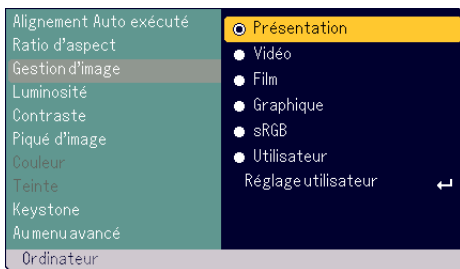 Alignement Auto exécuté
Ratio d'aspect
Gestion d'image
Luminosité
Contraste
Piqué d'image
Couleur
Teinte
Keystone
Au menu avancé
Ordinateur
Présentation
Vidéo
Film
Graphique
sRGB
Utilisateur
Réglage utilisateur